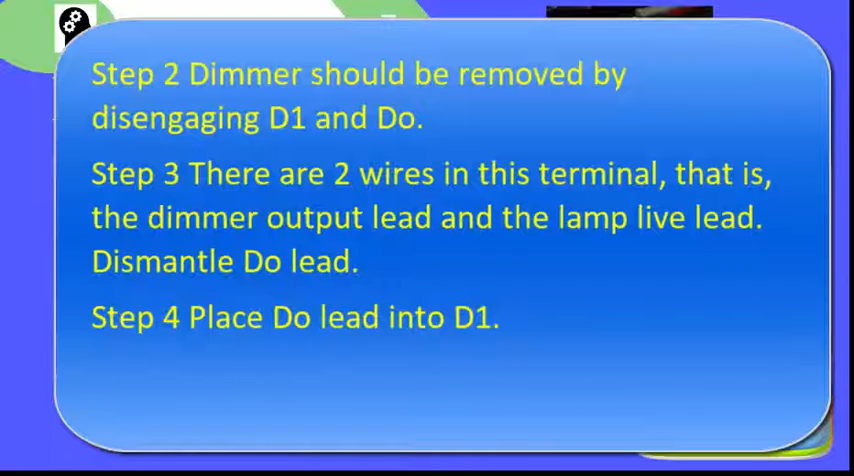 Step 2 Dimmer should be removed by
disengaging D1 and Do.
Step 3 There are 2 wires in this terminal, that is,
the dimmer output lead and the lamp live lead.
Dismantle Do lead.
Step 4 Place Do lead into D1.